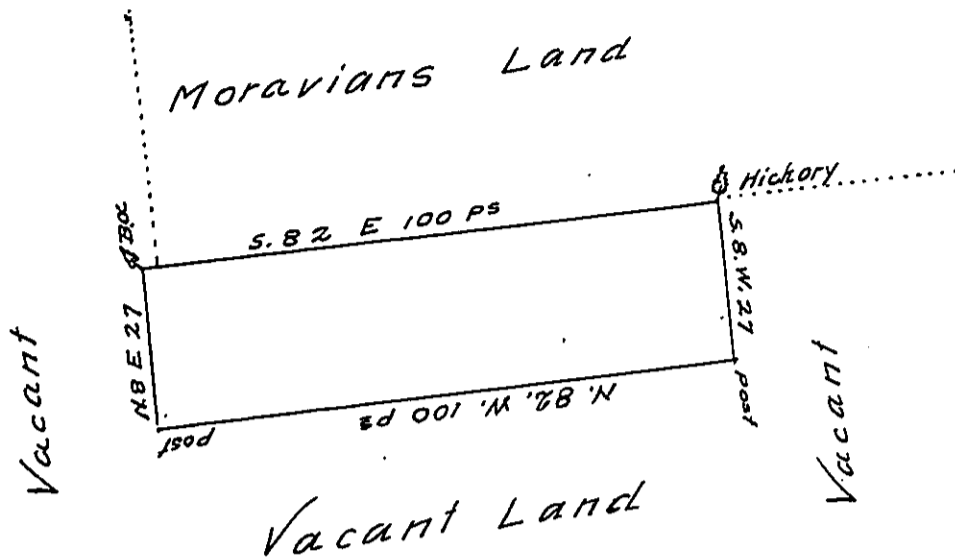 Moravians Land
Hickory
S. 82 E 100 PS
S. 8. W. 27
N 8 E 27
N. 82. W. 100 ps
post
post
Vacant
Vacant
Vacant Land